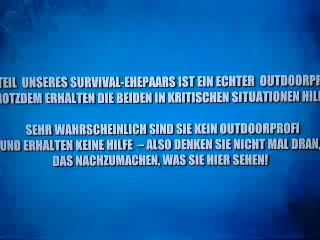 TEIL UNSERES SURVIVAL-EHEPAARS IST EIN ECHTER
ERHALTEN DIE BEIDEN IN KRITISCHEN SITUATIONEN
SEHR WAHRSCHEINLICH SIND SIE KEIN OUTDOORPROFI
UND ERHALTEN KEINE HILFE – ALSO DENKEN SIE NICHT MAL DRAN,
DAS NACHZUMACHEN, WAS SIE HIER SEHEN!